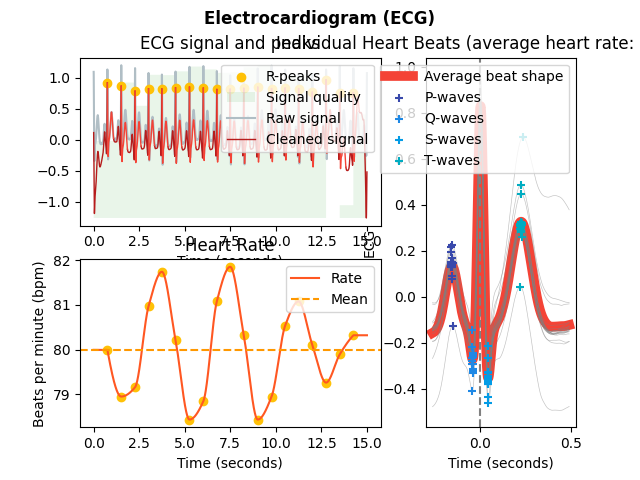 Electrocardiogram (ECG)
ECG signal and peaks
Individual Heart Beats (average heart rate:
R-peaks
Signal quality
Raw signal
Cleaned signal
1.0
0.5
0.0
−0.5
−1.0
0.0 2.5 5.0 7.5 10.0 12.5 15.0
Time (seconds)
Heart Rate
Rate
Mean
82
81
80
79
Beats per minute (bpm)
0.0 2.5 5.0 7.5 10.0 12.5 15.0
Time (seconds)
Average beat shape
P-waves
Q-waves
S-waves
T-waves
1.0
0.8
0.6
0.4
0.2
0.0
−0.2
−0.4
ECG
0.0 0.5
Time (seconds)